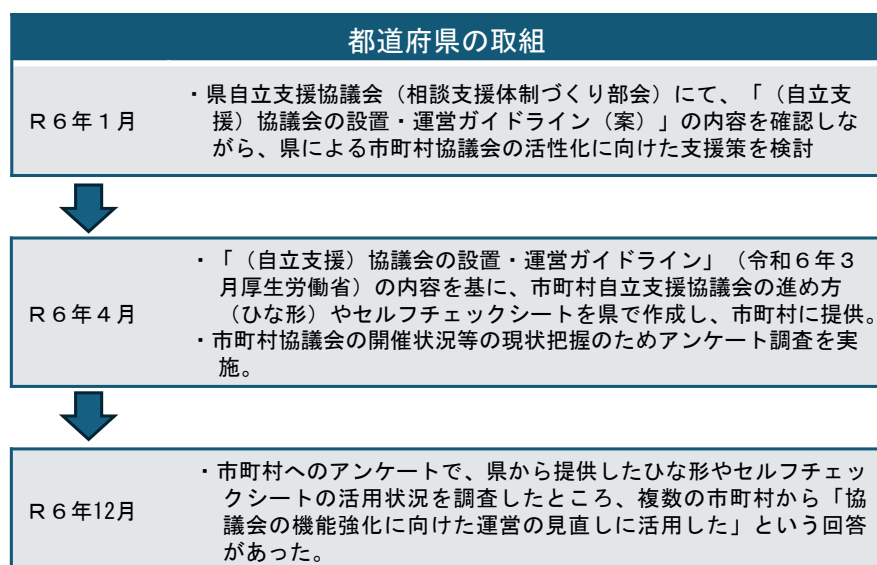 都道府県の取組
R6年1月
・県自立支援協議会（相談支援体制づくり部会）にて、「（自立支
援）協議会の設置・運営ガイドライン（案）」の内容を確認しな
がら、県による市町村協議会の活性化に向けた支援策を検討
R6年4月
・「（自立支援）協議会の設置・運営ガイドライン」（令和６年３
月厚生労働省）の内容を基に、市町村自立支援協議会の進め方
（ひな形）やセルフチェックシートを県で作成し、市町村に提供。
・市町村協議会の開催状況等の現状把握のためアンケート調査を実
施。
R6年12月
・市町村へのアンケートで、県から提供したひな形やセルフチェッ
クシートの活用状況を調査したところ、複数の市町村から「協
議会の機能強化に向けた運営の見直しに活用した」という回答
があった。